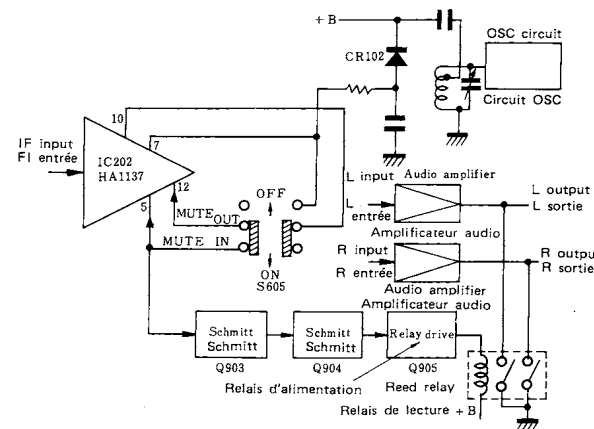 + B
OSC circuit
CR102
Circuit OSC
10
7
IF input
FI entrée
IC202
HA1137
12
5
MUTE OUT
MUTE IN
OFF
ON
S605
L input
L entrée
Audio amplifier
Amplificateur audio
L output
L sortie
R input
R entrée
Audio amplifier
Amplificateur audio
R output
R sortie
Schmitt
Schmitt
Q903
Schmitt
Schmitt
Q904
Relay drive
Q905
Relais d'alimentation
Reed relay
Relais de lecture + B